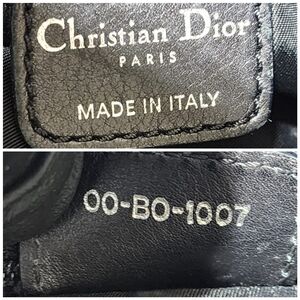 Christian Dior
PARIS
MADE IN ITALY
00-BO-1007